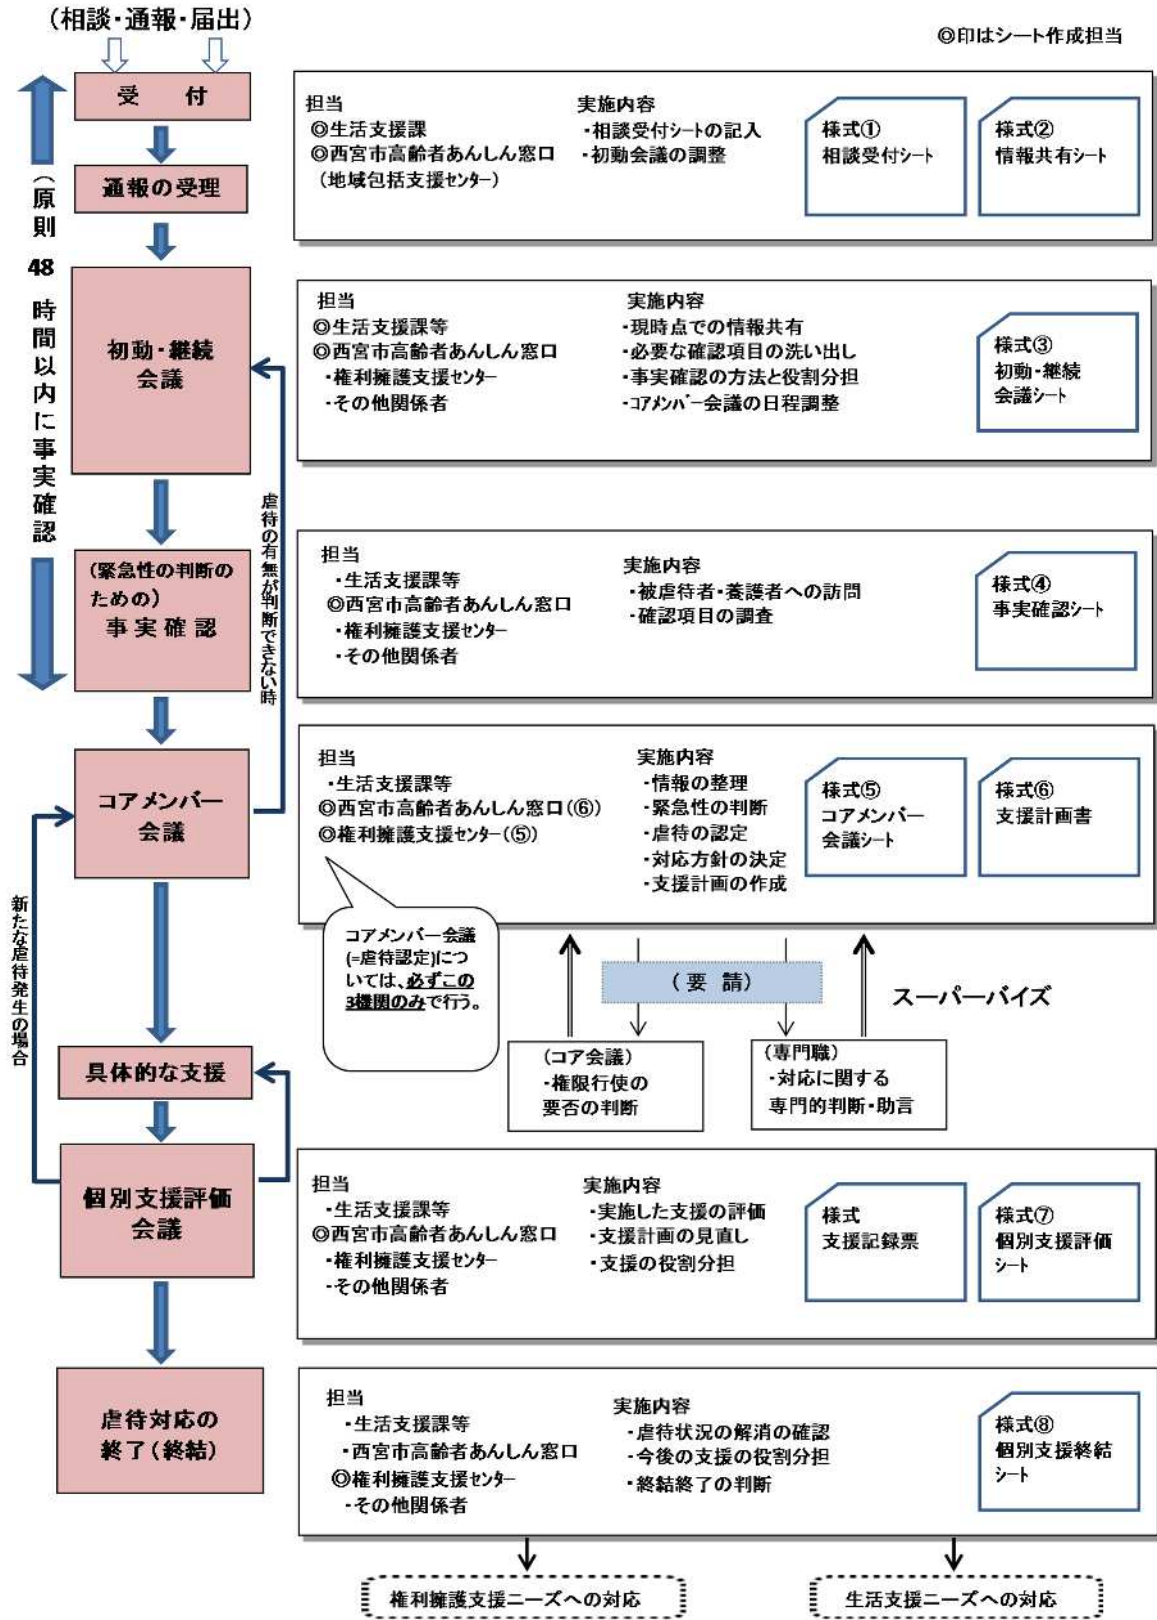 (相談・通報・届出)
◎印はシート作成担当
受　付
通報の受理
(原則48時間以内に事実確認
担当
◎生活支援課
◎西宮市高齢者あんしん窓口
(地域包括支援センター)
実施内容
・相談受付シートの記入
・初動会議の調整
様式①
相談受付シート
様式②
情報共有シート
初動・継続
会議
担当
◎生活支援課等
◎西宮市高齢者あんしん窓口
・権利擁護支援センター
・その他関係者
実施内容
・現時点での情報共有
・必要な確認項目の洗い出し
・事実確認の方法と役割分担
・コアメンバー会議の日程調整
様式③
初動・継続
会議シート
虐待の有無が判断できない時
(緊急性の判断の
ための)
事実確認
担当
・生活支援課等
◎西宮市高齢者あんしん窓口
・権利擁護支援センター
・その他関係者
実施内容
・被虐待者・養護者への訪問
・確認項目の調査
様式④
事実確認シート
コアメンバー
会議
担当
・生活支援課等
◎西宮市高齢者あんしん窓口(⑥)
◎権利擁護支援センター(⑤)
実施内容
・情報の整理
・緊急性の判断
・虐待の認定
・対応方針の決定
・支援計画の作成
様式⑤
コアメンバー
会議シート
様式⑥
支援計画書
コアメンバー会議
(=虐待認定)につ
いては、必ずこの
3機関のみで行う。
(要請)
スーパーバイズ
(コア会議)
・権限行使の
要否の判断
(専門職)
・対応に関する
専門的判断・助言
新たな虐待発生の場合
具体的な支援
個別支援評価
会議
担当
・生活支援課等
◎西宮市高齢者あんしん窓口
・権利擁護支援センター
・その他関係者
実施内容
・実施した支援の評価
・支援計画の見直し
・支援の役割分担
様式
支援記録票
様式⑦
個別支援評価
シート
虐待対応の
終了(終結)
担当
・生活支援課等
・西宮市高齢者あんしん窓口
◎権利擁護支援センター
・その他関係者
実施内容
・虐待状況の解消の確認
・今後の支援の役割分担
・終結終了の判断
様式⑧
個別支援終結
シート
権利擁護支援ニーズへの対応
生活支援ニーズへの対応